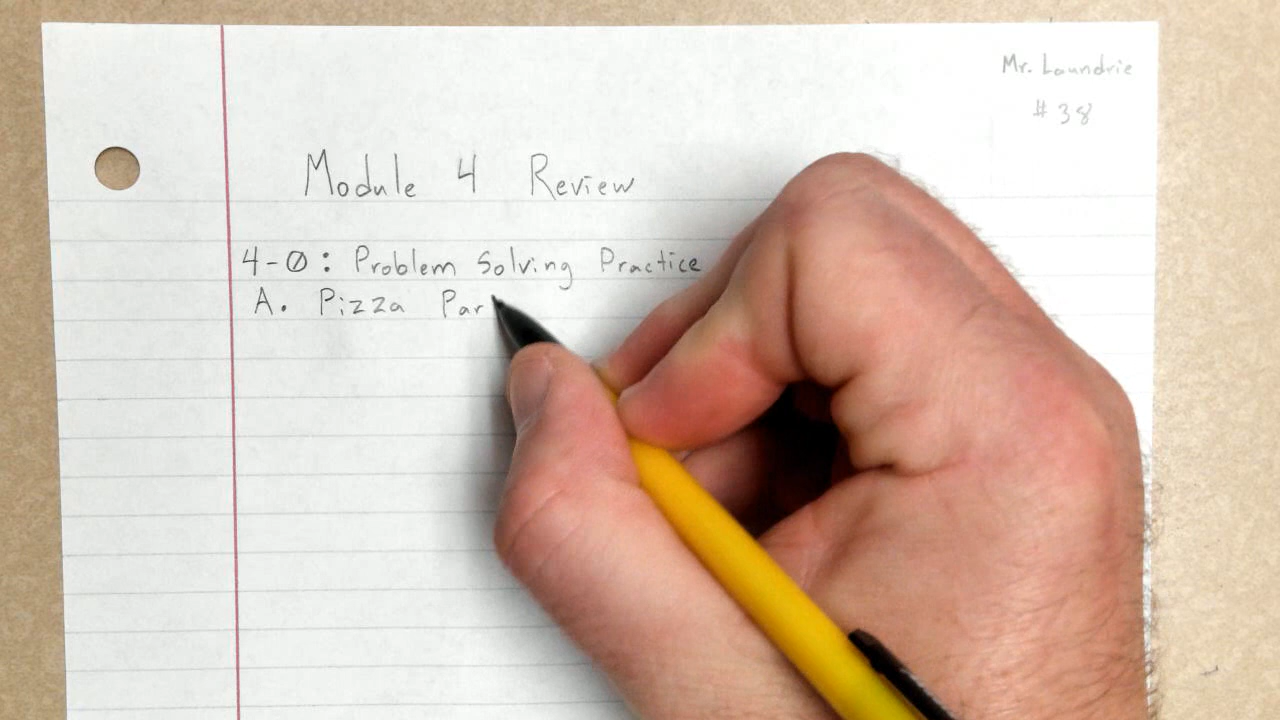 Mr. Laundrie
# 38
Module 4 Review
4-0: Problem Solving Practice
A. Pizza Par